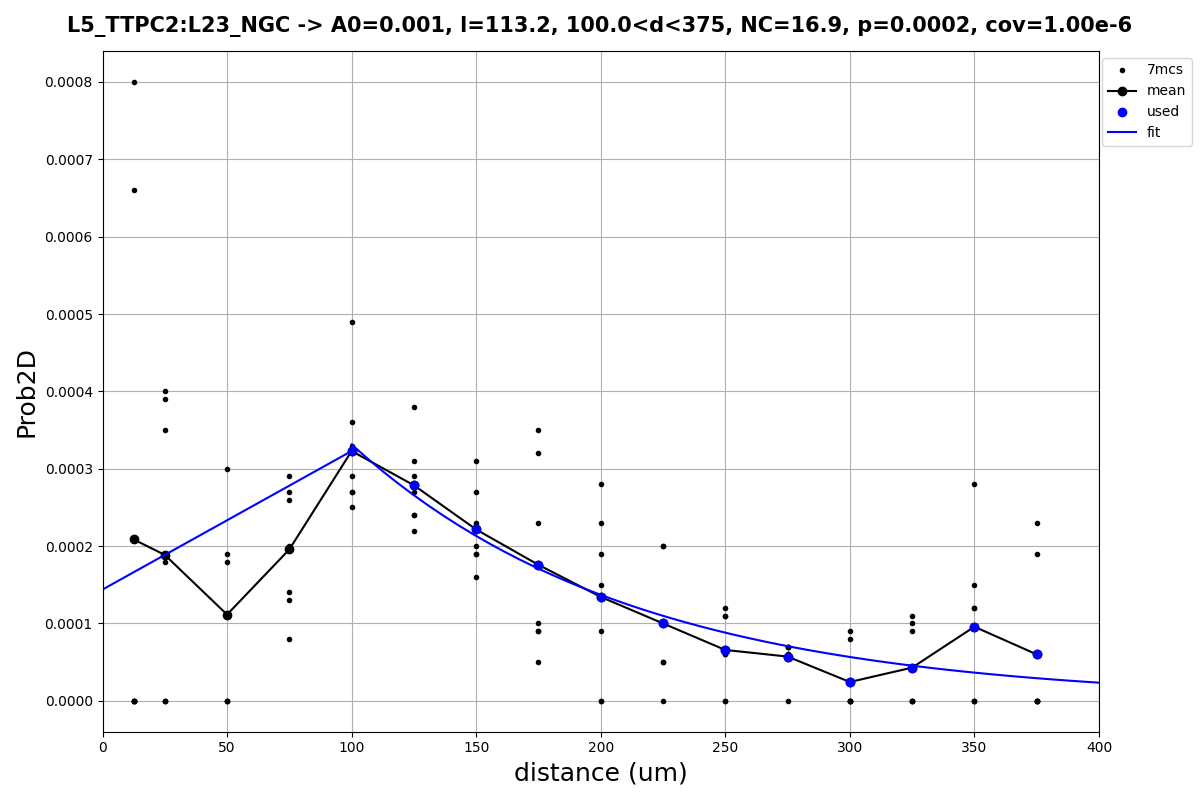 L5_TTPC2:L23_NGC -> A0=0.001, l=113.2, 100.0<d<375, NC=16.9, p=0.0002, cov=1.00e-6
7mcs
mean
used
fit
Prob2D
0.0008
0.0007
0.0006
0.0005
0.0004
0.0003
0.0002
0.0001
0.0000
0 50 100 150 200 250 300 350 400
distance (um)